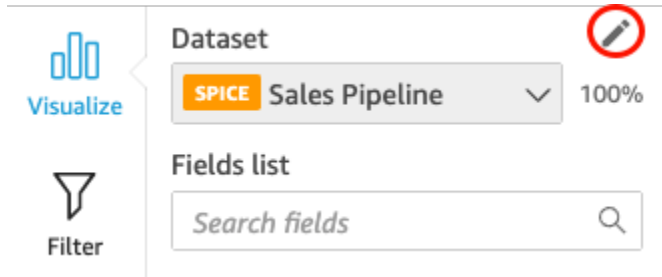 Dataset
Visualize
SPICE Sales Pipeline
100%
Fields list
Search fields
Filter